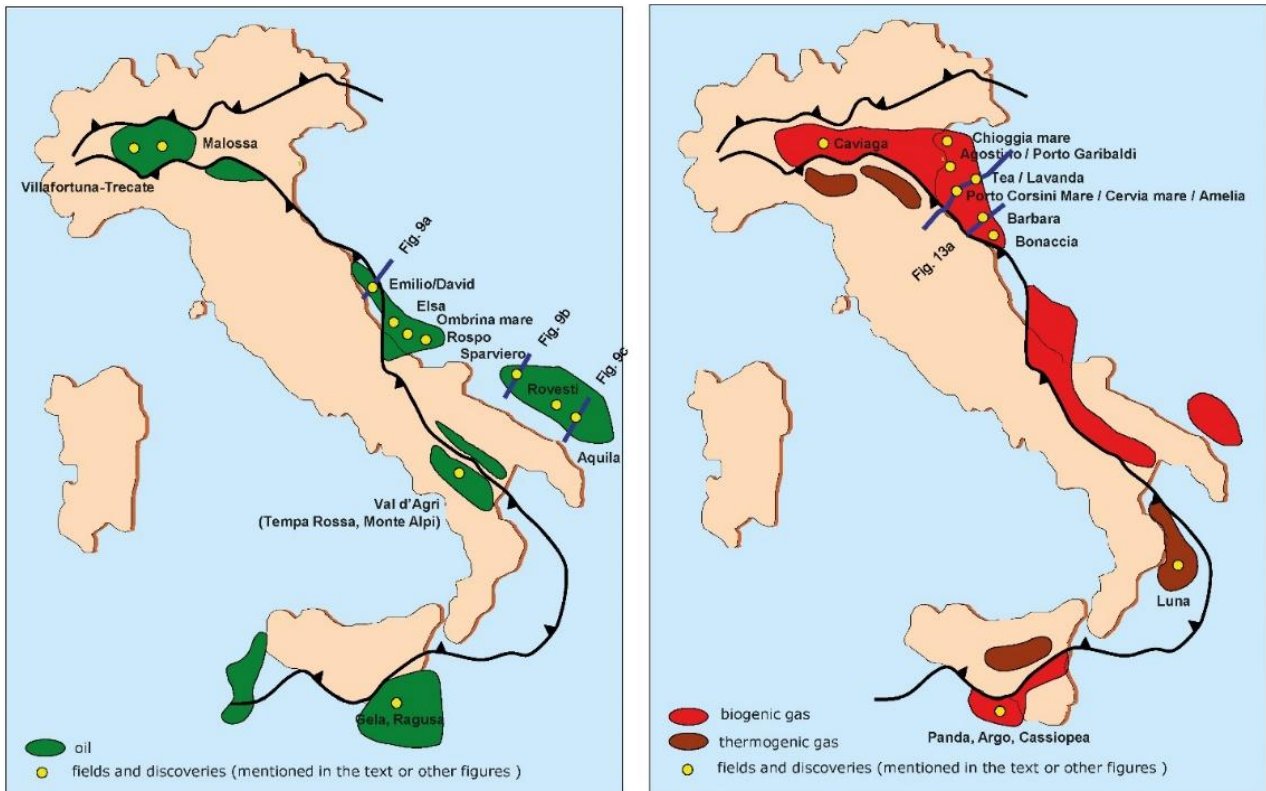 Malossa
Villafortuna-Trecate
Fig. 9a
Emilio/David
Elsa
Ombrina mare
Rospo
Sparviero
Fig. 9b
Rovesti
Fig. 9c
Aquila
Val d'Agri
(Tempa Rossa, Monte Alpi)
Gela, Ragusa
oil
fields and discoveries (mentioned in the text or other figures )
Caviaga
Chioggia mare
Agostino / Porto Garibaldi
Tea / Lavanda
Porto Corsini Mare / Cervia mare / Amelia
Barbara
Bonaccia
Fig. 13a
Luna
Panda, Argo, Cassiopea
biogenic gas
thermogenic gas
fields and discoveries (mentioned in the text or other figures )